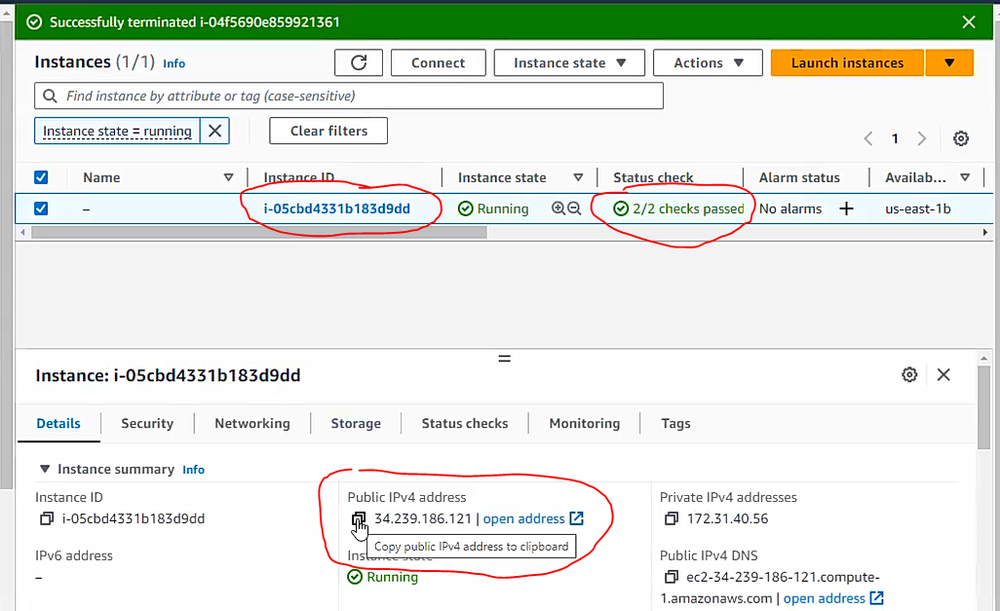 Successfully terminated i-04f5690e859921361
Instances (1/1) Info
Connect
Instance state
Actions
Launch instances
Find instance by attribute or tag (case-sensitive)
Instance state = running
Clear filters
1
Name Instance ID Instance state Status check Alarm status Availab...
– i-05cbd4331b183d9dd Running 2/2 checks passed No alarms + us-east-1b
Instance: i-05cbd4331b183d9dd
Details Security Networking Storage Status checks Monitoring Tags
Instance summary Info
Instance ID
i-05cbd4331b183d9dd
Public IPv4 address
34.239.186.121 | open address
Copy public IPv4 address to clipboard
Private IPv4 addresses
172.31.40.56
IPv6 address
–
Instance state
Running
Public IPv4 DNS
ec2-34-239-186-121.compute-
1.amazonaws.com | open address